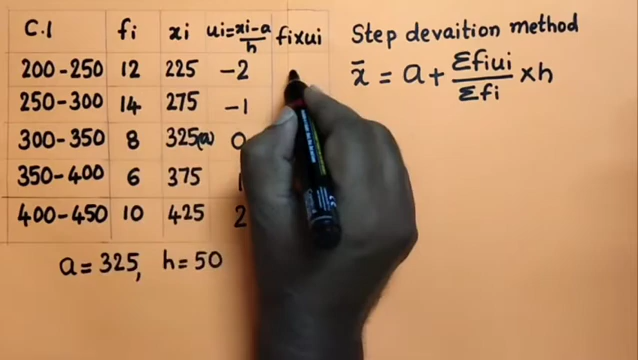 C.I fi xi ui=xi-a/h fixui
200-250 12 225 -2
250-300 14 275 -1
300-350 8 325(a) 0
350-400 6 375
400-450 10 425 2
a=325, h=50
Step devaition method
x̄ = a+ Σfiui/Σfi ×h